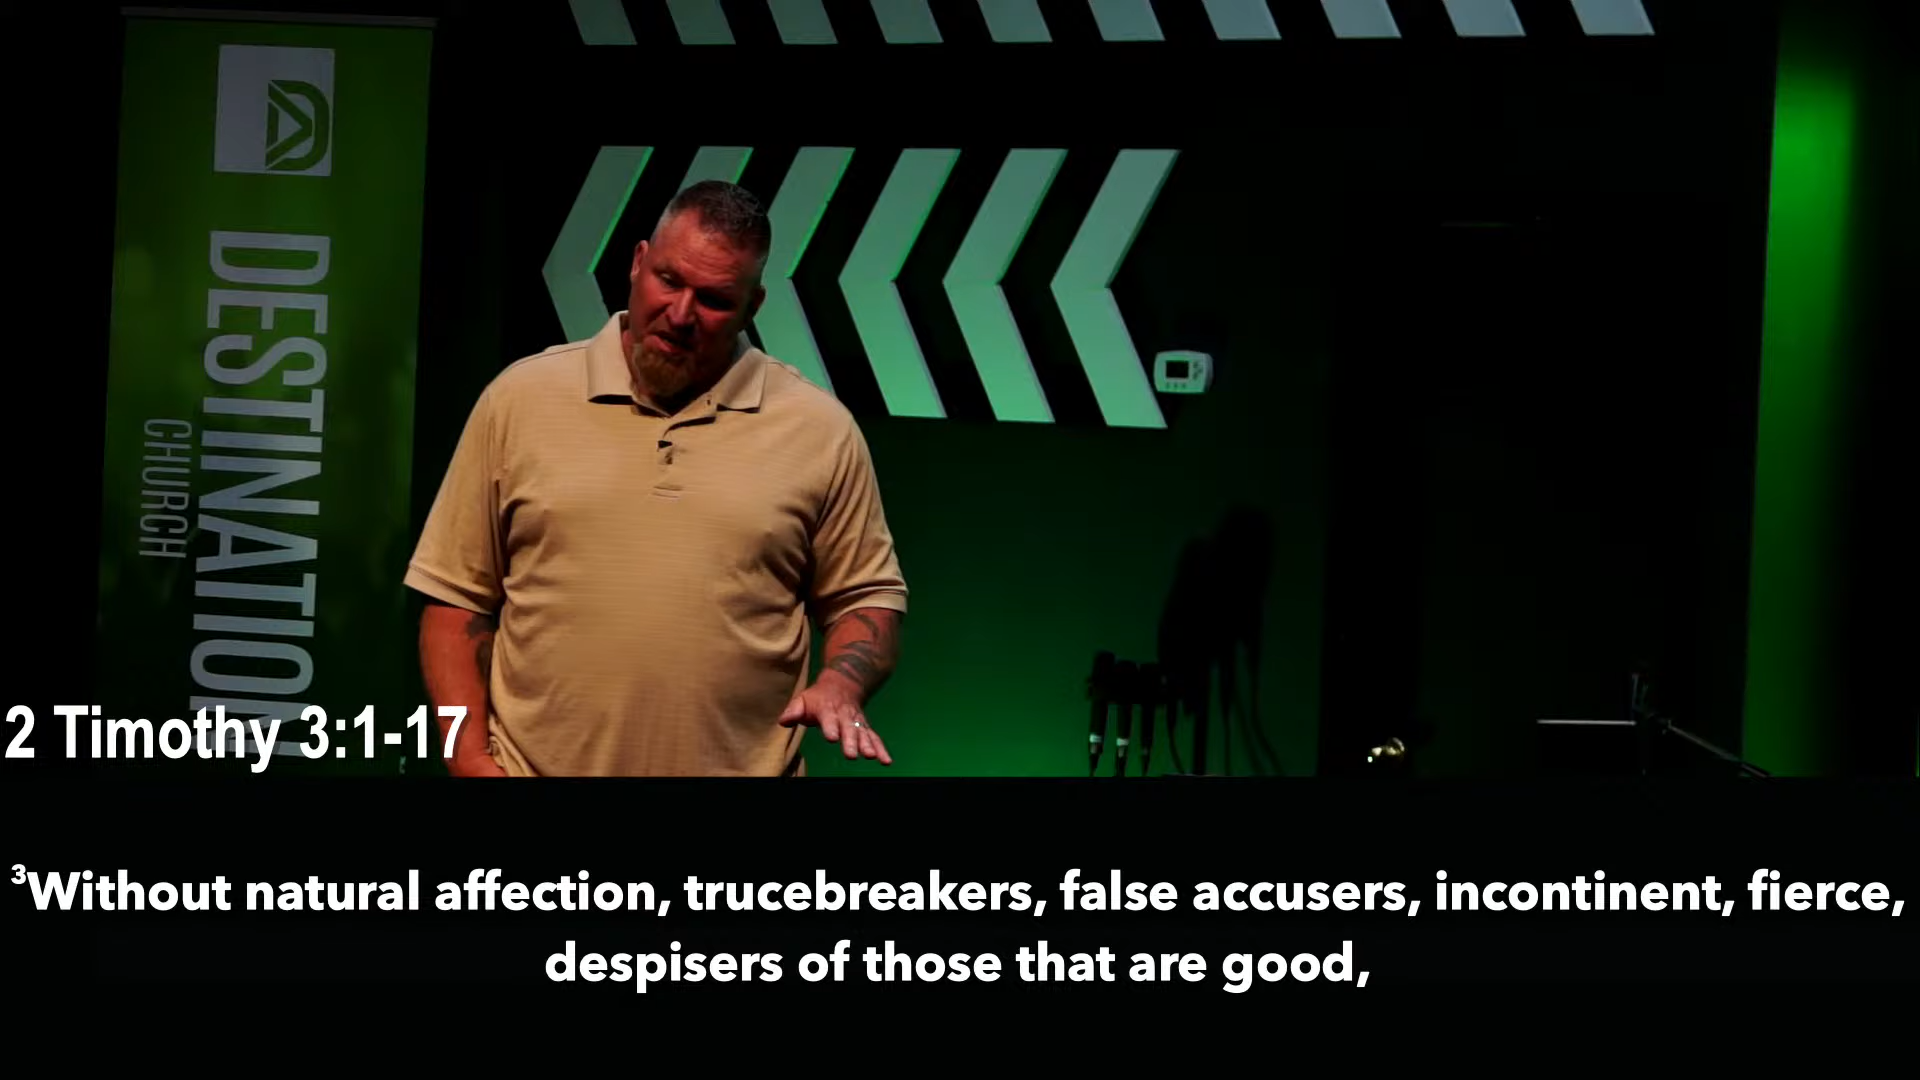 DESTINATION
CHURCH
2 Timothy 3:1-17
³Without natural affection, trucebreakers, false accusers, incontinent, fierce,
despisers of those that are good,